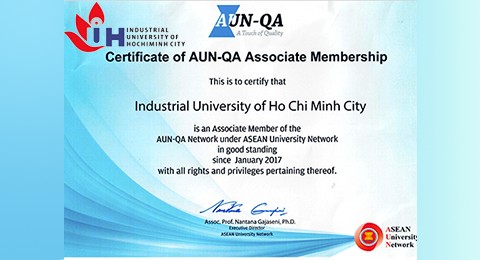 IUH
INDUSTRIAL
UNIVERSITY OF
HOCHIMINH CITY
AUN-QA
A Touch of Quality
Certificate of AUN-QA Associate Membership
This is to certify that
Industrial University of Ho Chi Minh City
is an Associate Member of the
AUN-QA Network under ASEAN University Network
in good standing
since January 2017
with all rights and privileges pertaining thereof.
Assoc. Prof. Nantana Gajaseni, Ph.D.
Executive Director
ASEAN University Network
ASEAN
University
Network